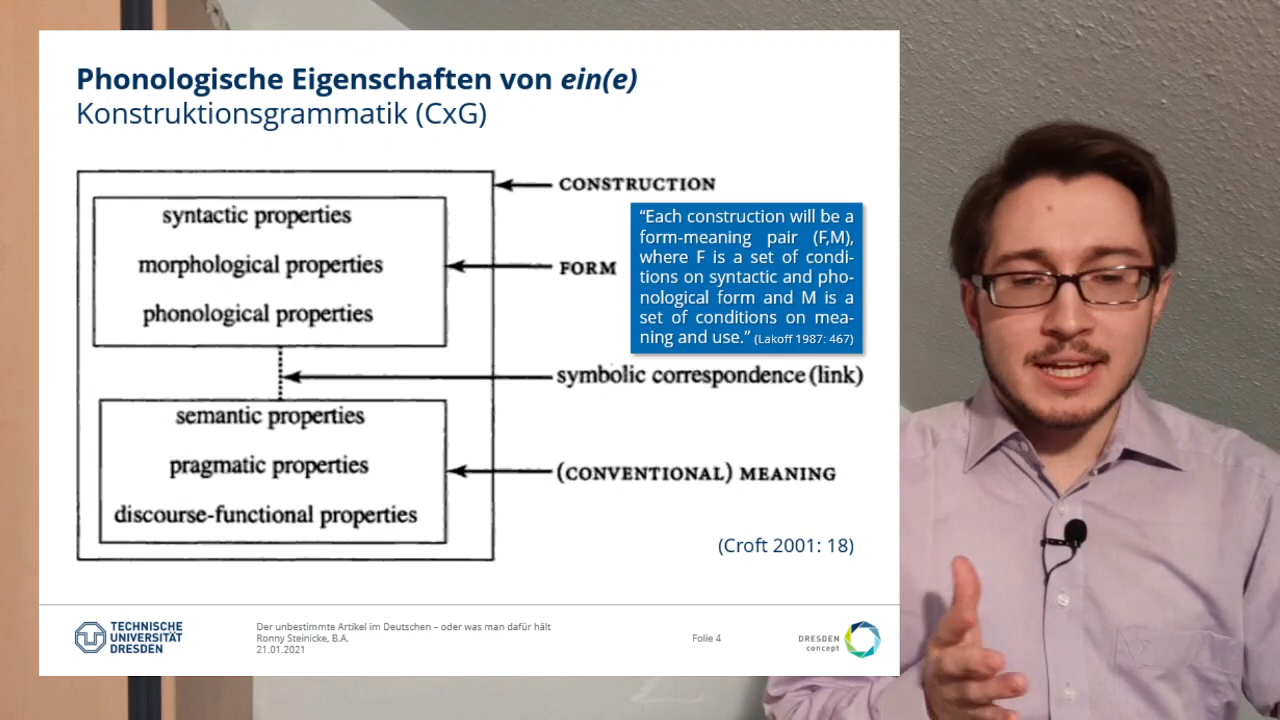 Phonologische Eigenschaften von ein(e)
Konstruktionsgrammatik (CxG)
syntactic properties
morphological properties
phonological properties
semantic properties
pragmatic properties
discourse-functional properties
CONSTRUCTION
FORM
“Each construction will be a
form-meaning pair (F,M),
where F is a set of condi-
tions on syntactic and pho-
nological form and M is a
set of conditions on mea-
ning and use.” (Lakoff 1987: 467)
symbolic correspondence (link)
(CONVENTIONAL) MEANING
(Croft 2001: 18)
TECHNISCHE
UNIVERSITÄT
DRESDEN
Der unbestimmte Artikel im Deutschen – oder was man dafür hält
Ronny Steinicke, B.A.
21.01.2021
Folie 4
DRESDEN
concept